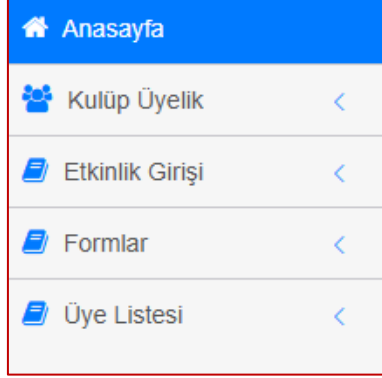 Anasayfa
Kulüp Üyelik
Etkinlik Girişi
Formlar
Üye Listesi